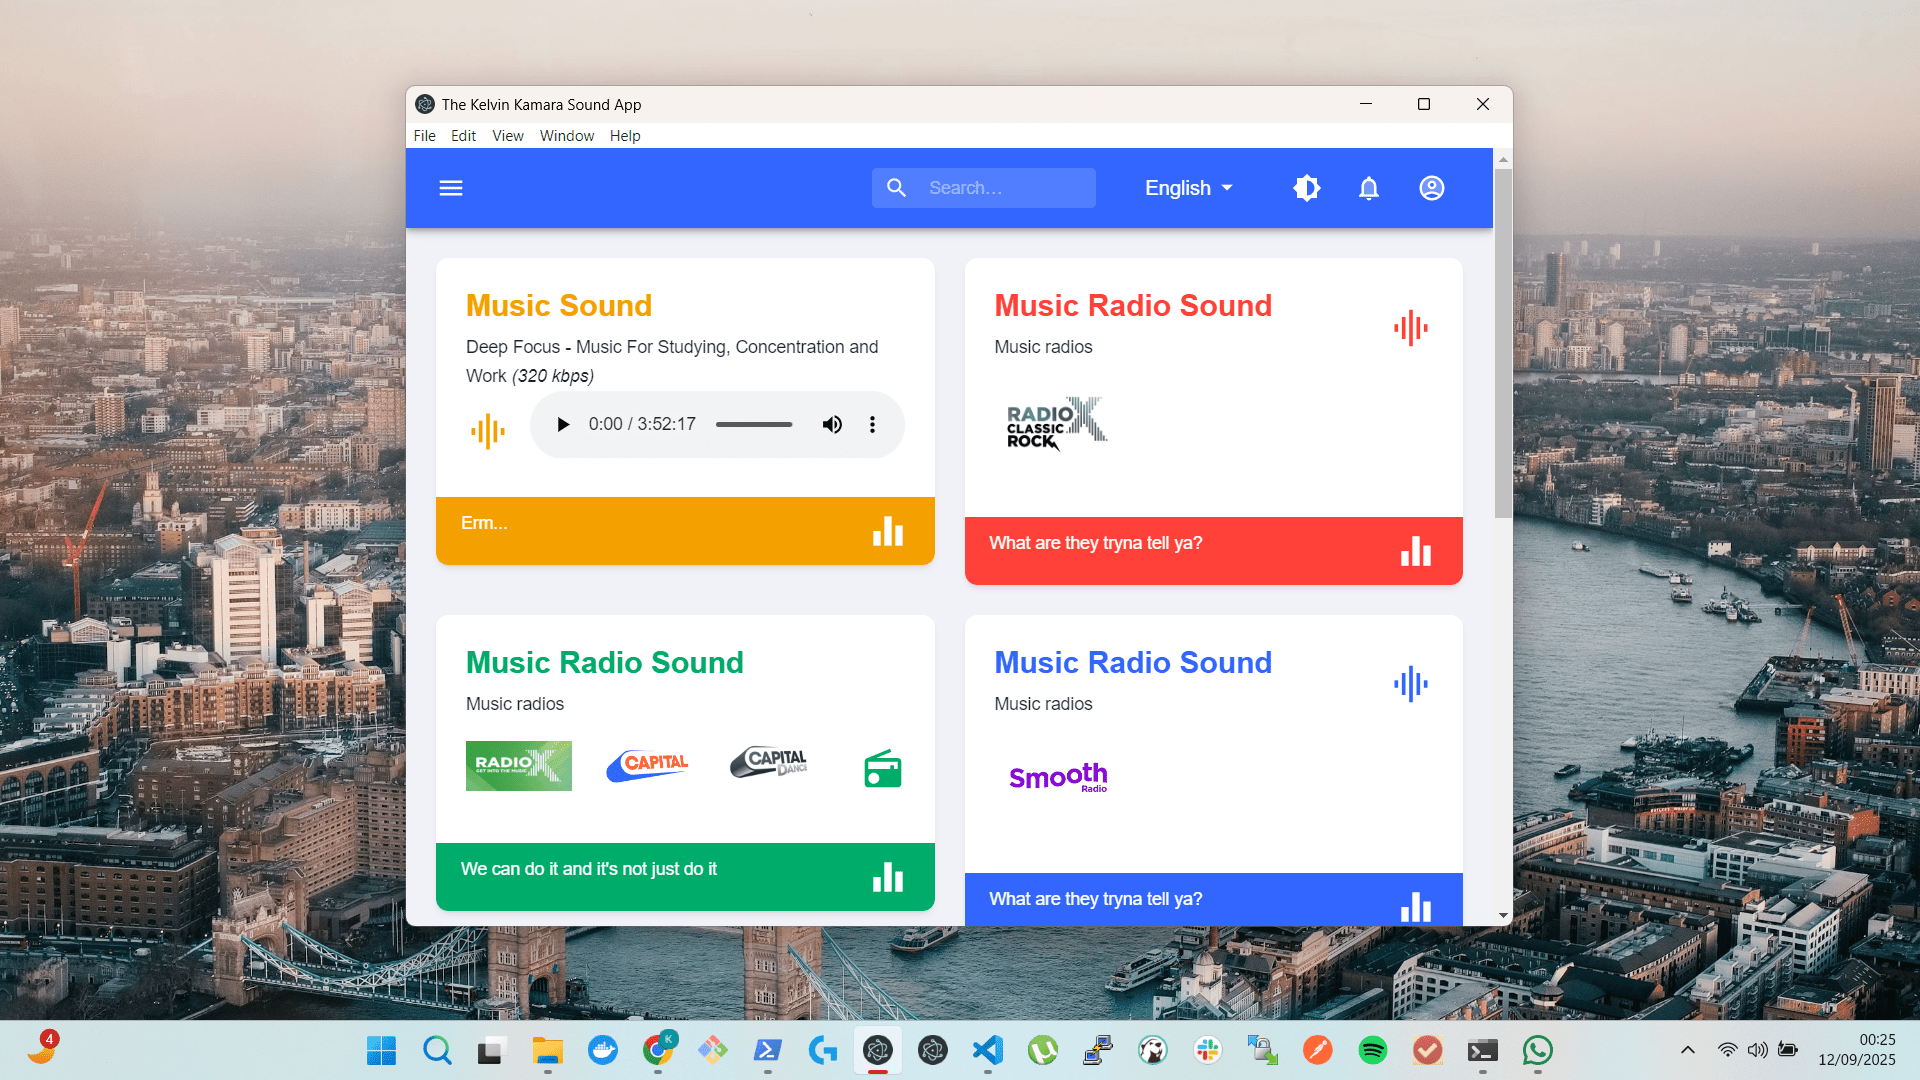 The Kelvin Kamara Sound App
File Edit View Window Help
Search... English
Music Sound
Deep Focus - Music For Studying, Concentration and
Work (320 kbps)
0:00 / 3:52:17
Erm...
Music Radio Sound
Music radios
RADIO X
CLASSIC
ROCK
What are they tryna tell ya?
Music Radio Sound
Music radios
RADIO X
GET INTO THE MUSIC
CAPITAL
CAPITAL
DANCE
We can do it and it's not just do it
Music Radio Sound
Music radios
Smooth
Radio
What are they tryna tell ya?
4
K
00:25
12/09/2025